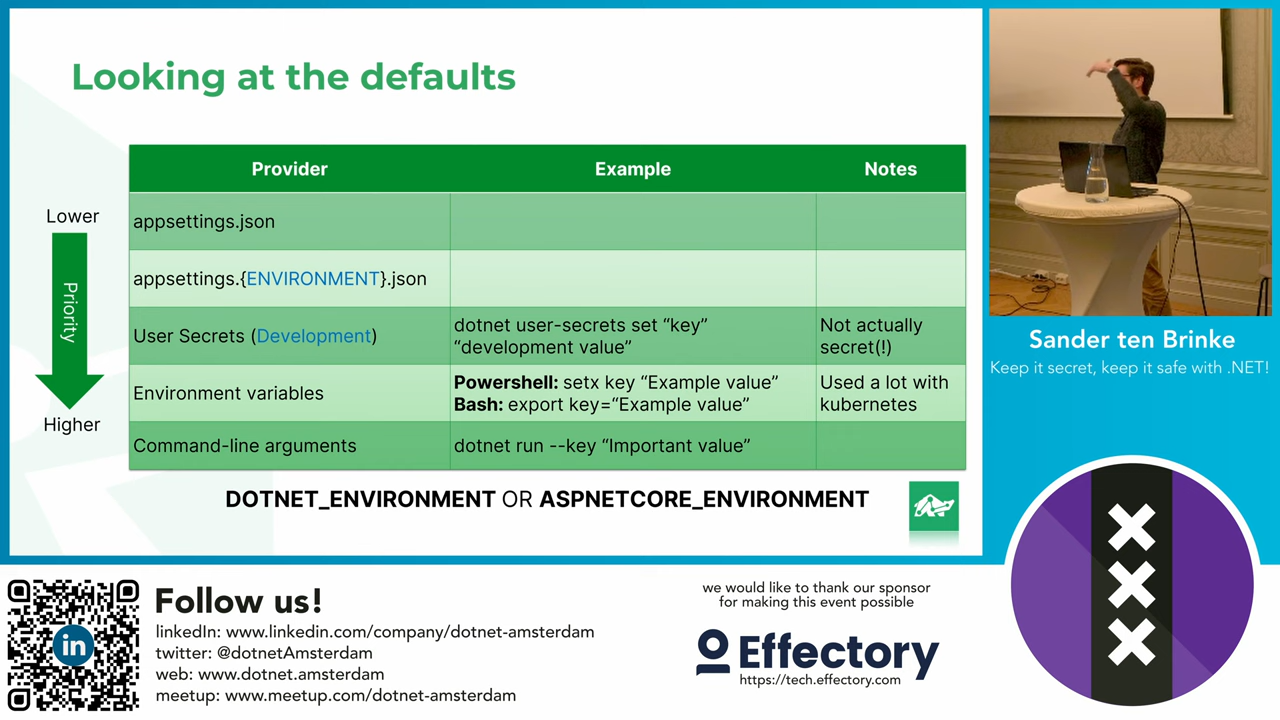 Looking at the defaults
Provider
Example
Notes
Lower
Priority
Higher
appsettings.json
appsettings.{ENVIRONMENT}.json
User Secrets (Development)
dotnet user-secrets set “key”
“development value”
Not actually
secret(!)
Environment variables
Powershell: setx key “Example value”
Bash: export key=“Example value”
Used a lot with
kubernetes
Command-line arguments
dotnet run --key “Important value”
DOTNET_ENVIRONMENT OR ASPNETCORE_ENVIRONMENT
Sander ten Brinke
Keep it secret, keep it safe with .NET!
in
Follow us!
linkedIn: www.linkedin.com/company/dotnet-amsterdam
twitter: @dotnetAmsterdam
web: www.dotnet.amsterdam
meetup: www.meetup.com/dotnet-amsterdam
we would like to thank our sponsor
for making this event possible
Effectory
https://tech.effectory.com